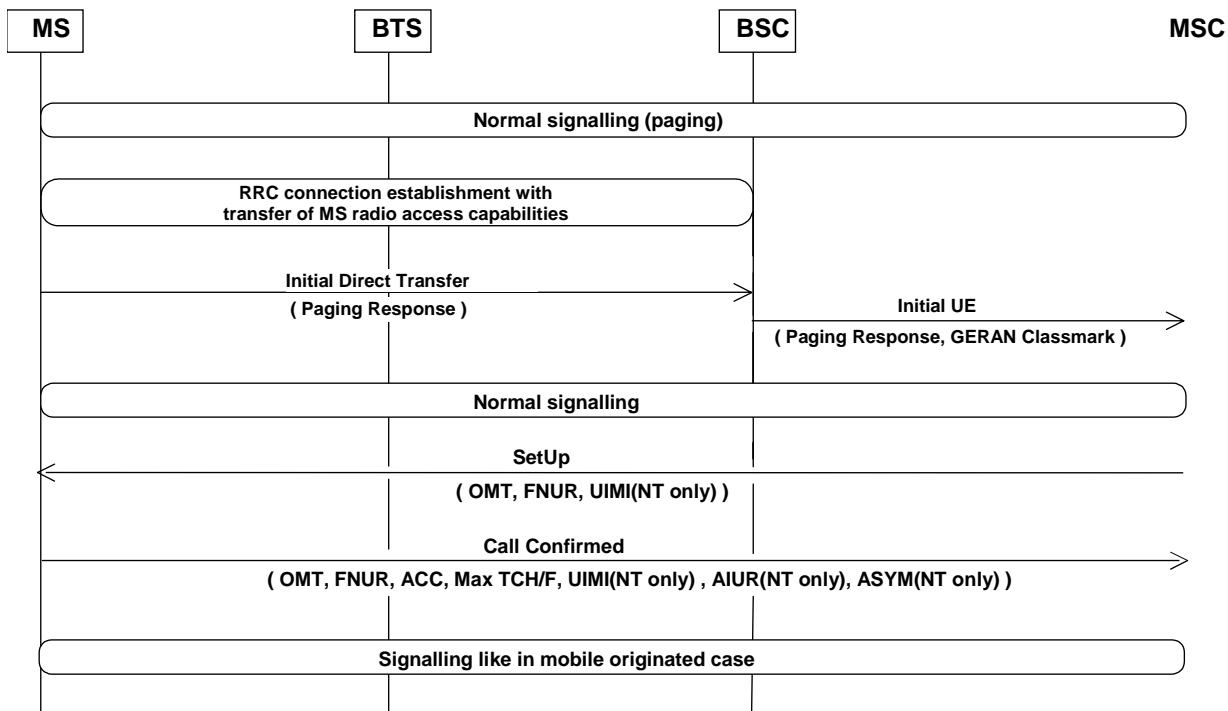 MS BTS BSC MSC
Normal signalling (paging)
RRC connection establishment with
transfer of MS radio access capabilities
Initial Direct Transfer
( Paging Response )
Initial UE
( Paging Response, GERAN Classmark )
Normal signalling
SetUp
( OMT, FNUR, UIMI(NT only) )
Call Confirmed
( OMT, FNUR, ACC, Max TCH/F, UIMI(NT only) , AIUR(NT only), ASYM(NT only) )
Signalling like in mobile originated case